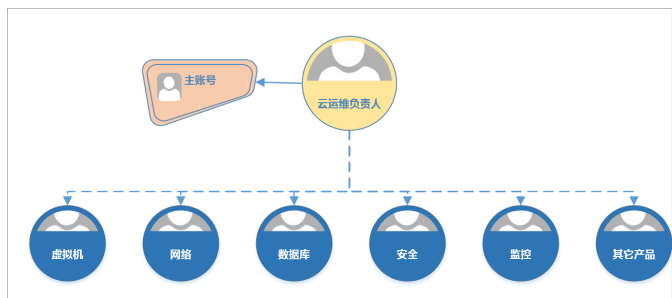 主账号
云运维负责人
虚拟机
网络
数据库
安全
监控
其它产品